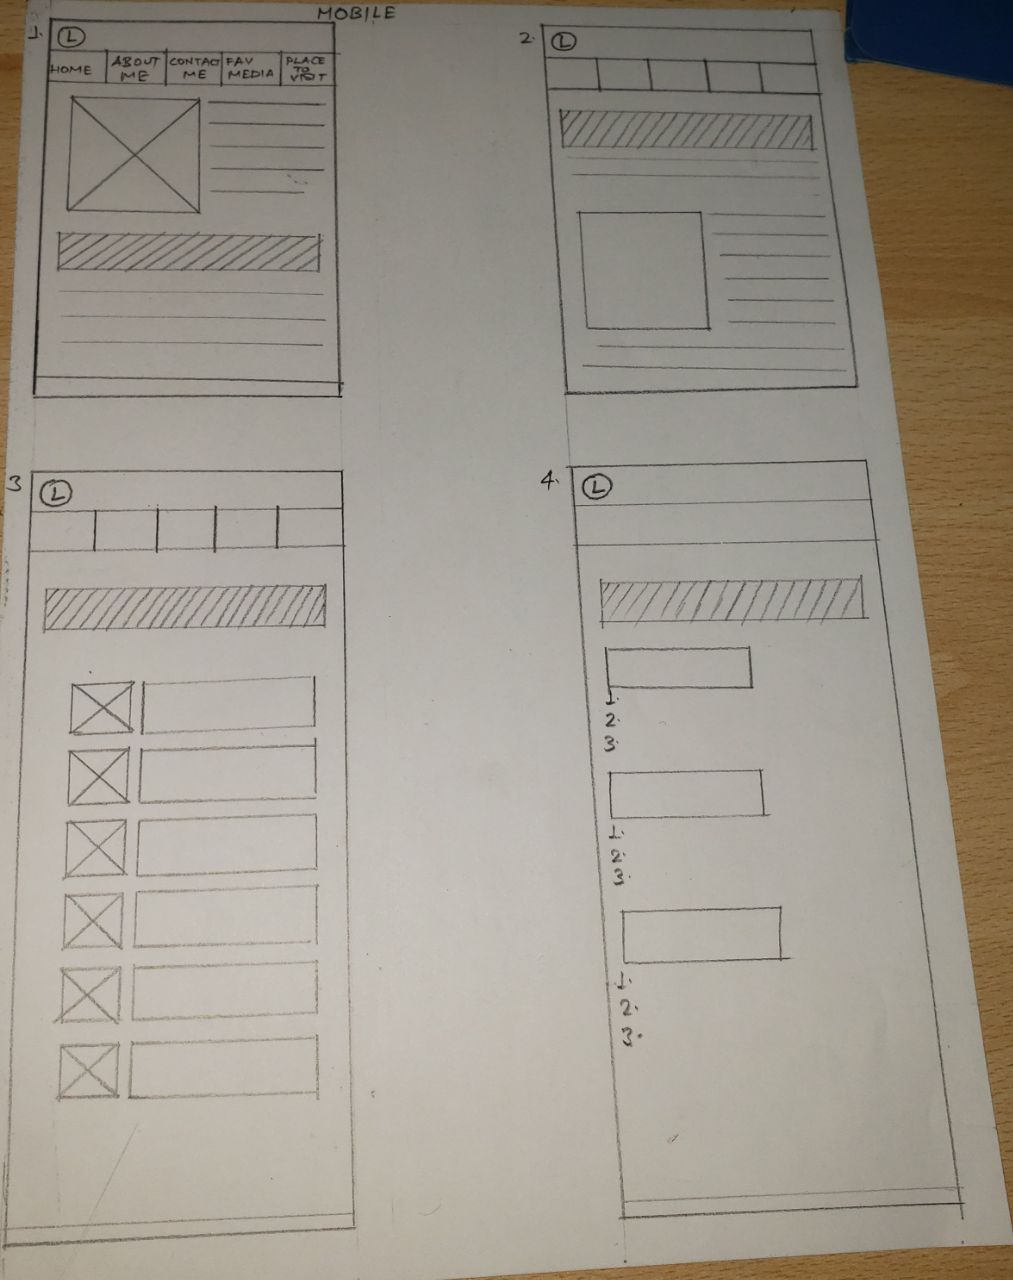 MOBILE
1.
L
HOME
ABOUT
ME
CONTACT
ME
FAV
MEDIA
PLACE
TO
VISIT
2.
L
3
L
4.
L
1.
2.
3.
1.
2.
3.
1.
2.
3.